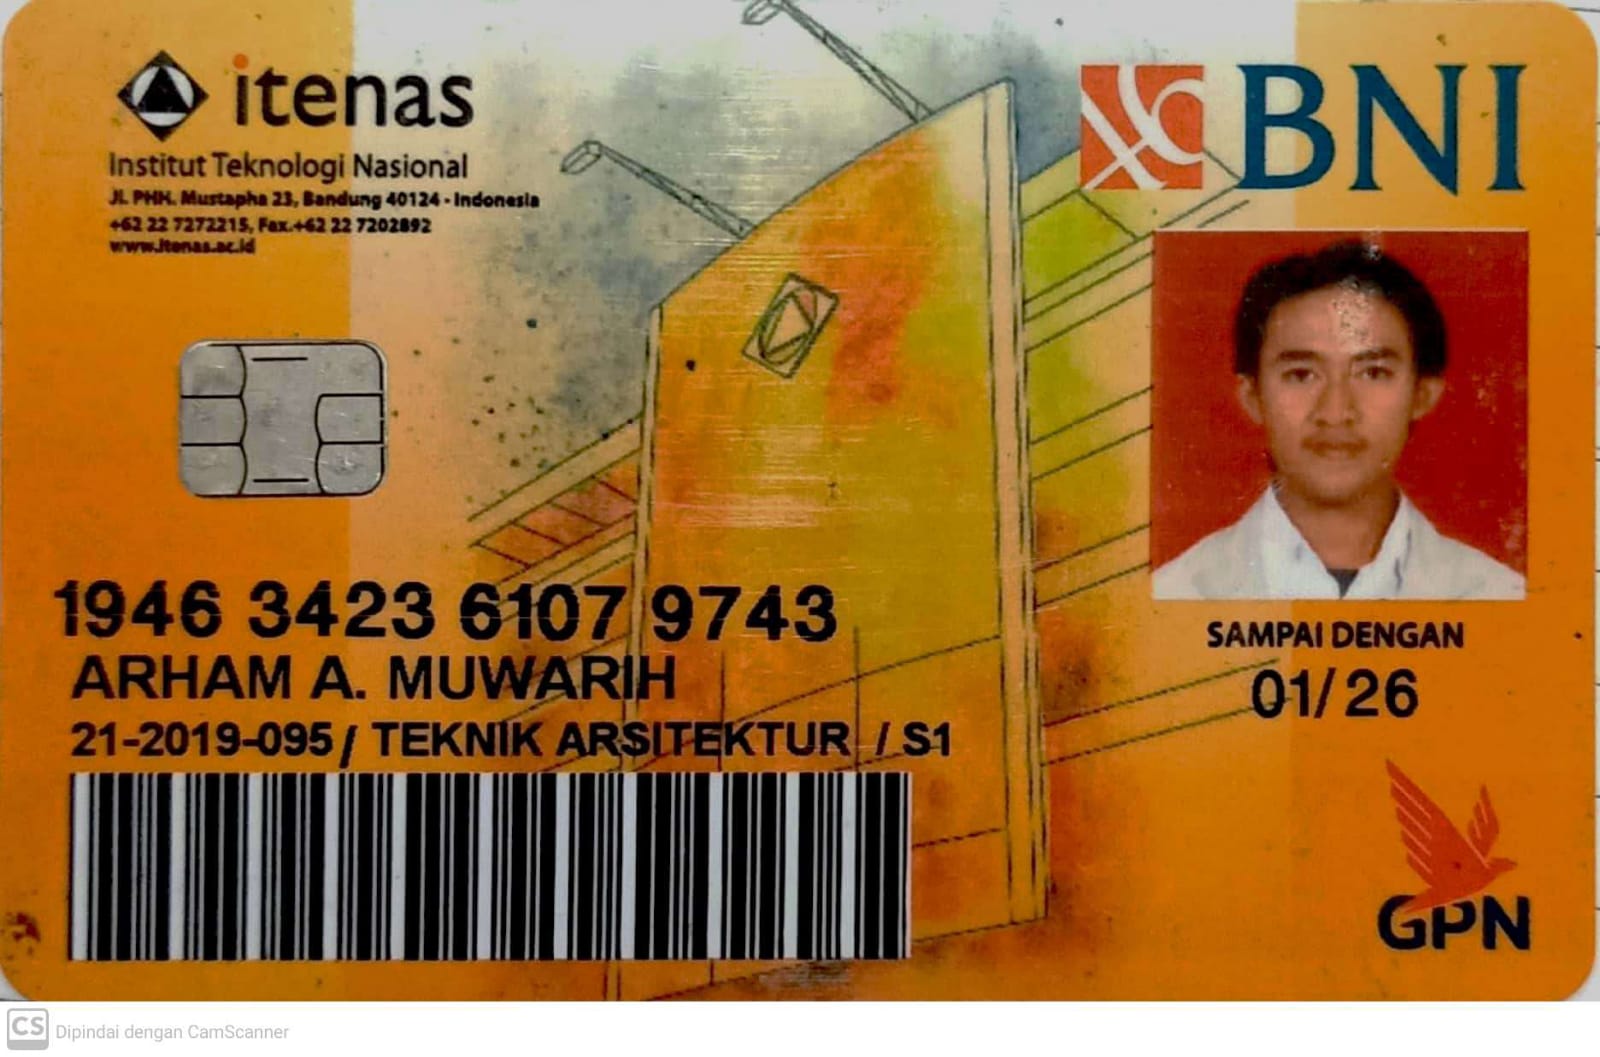 itenas
Institut Teknologi Nasional
Jl. PHH. Mustapha 23, Bandung 40124 - Indonesia
+62 22 7272215, Fax.+62 22 7202892
www.itenas.ac.id
BNI
1946 3423 6107 9743
ARHAM A. MUWARIH
21-2019-095 / TEKNIK ARSITEKTUR / S1
SAMPAI DENGAN
01/26
GPN
CS Dipindai dengan CamScanner